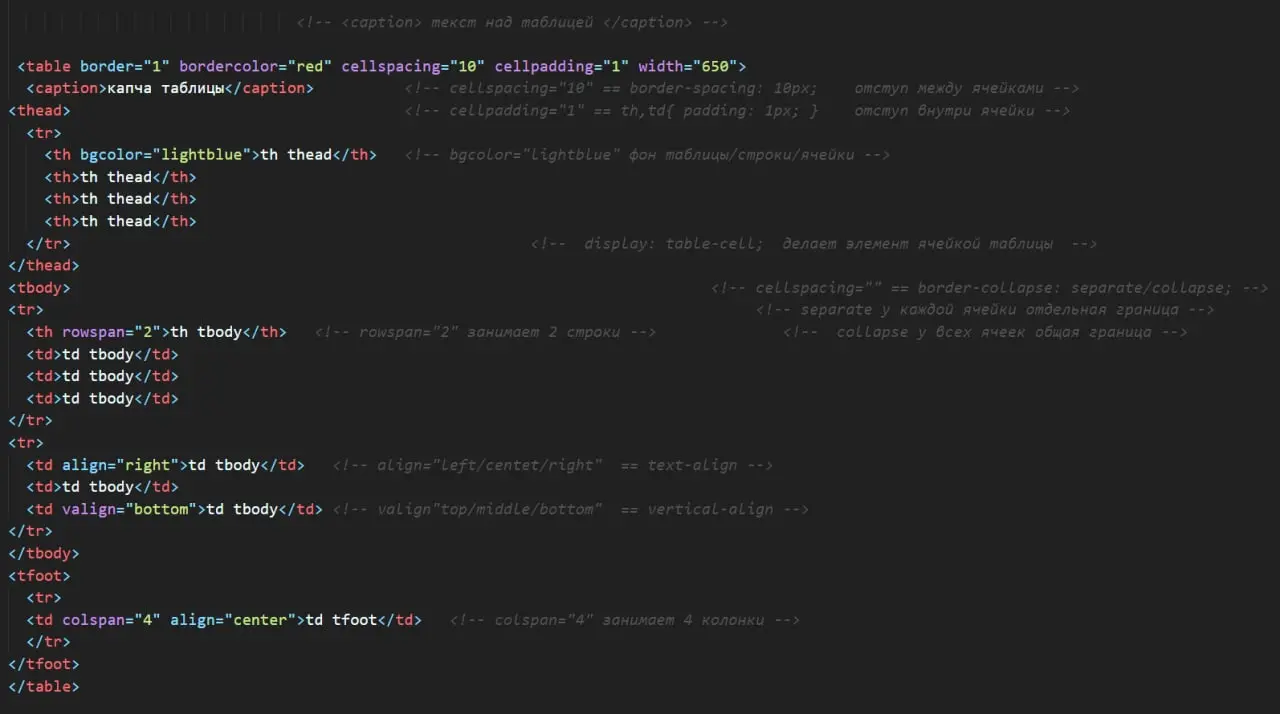 <!-- <caption> текст над таблицей </caption> -->
<table border="1" bordercolor="red" cellspacing="10" cellpadding="1" width="650">
<caption>капча таблицы</caption> <!-- cellspacing="10" == border-spacing: 10px; отступ между ячейками -->
<thead> <!-- cellpadding="1" == th,td{ padding: 1px; } отступ внутри ячейки -->
<tr>
<th bgcolor="lightblue">th thead</th> <!-- bgcolor="lightblue" фон таблицы/строки/ячейки -->
<th>th thead</th>
<th>th thead</th>
<th>th thead</th>
</tr> <!-- display: table-cell; делает элемент ячейкой таблицы -->
</thead>
<tbody> <!-- cellspacing="" == border-collapse: separate/collapse; -->
<tr> <!-- separate у каждой ячейки отдельная граница -->
<th rowspan="2">th tbody</th> <!-- rowspan="2" занимает 2 строки --> <!-- collapse у всех ячеек общая граница -->
<td>td tbody</td>
<td>td tbody</td>
<td>td tbody</td>
</tr>
<tr>
<td align="right">td tbody</td> <!-- align="left/centet/right" == text-align -->
<td>td tbody</td>
<td valign="bottom">td tbody</td> <!-- valign"top/middle/bottom" == vertical-align -->
</tr>
</tbody>
<tfoot>
<tr>
<td colspan="4" align="center">td tfoot</td> <!-- colspan="4" занимает 4 колонки -->
</tr>
</tfoot>
</table>